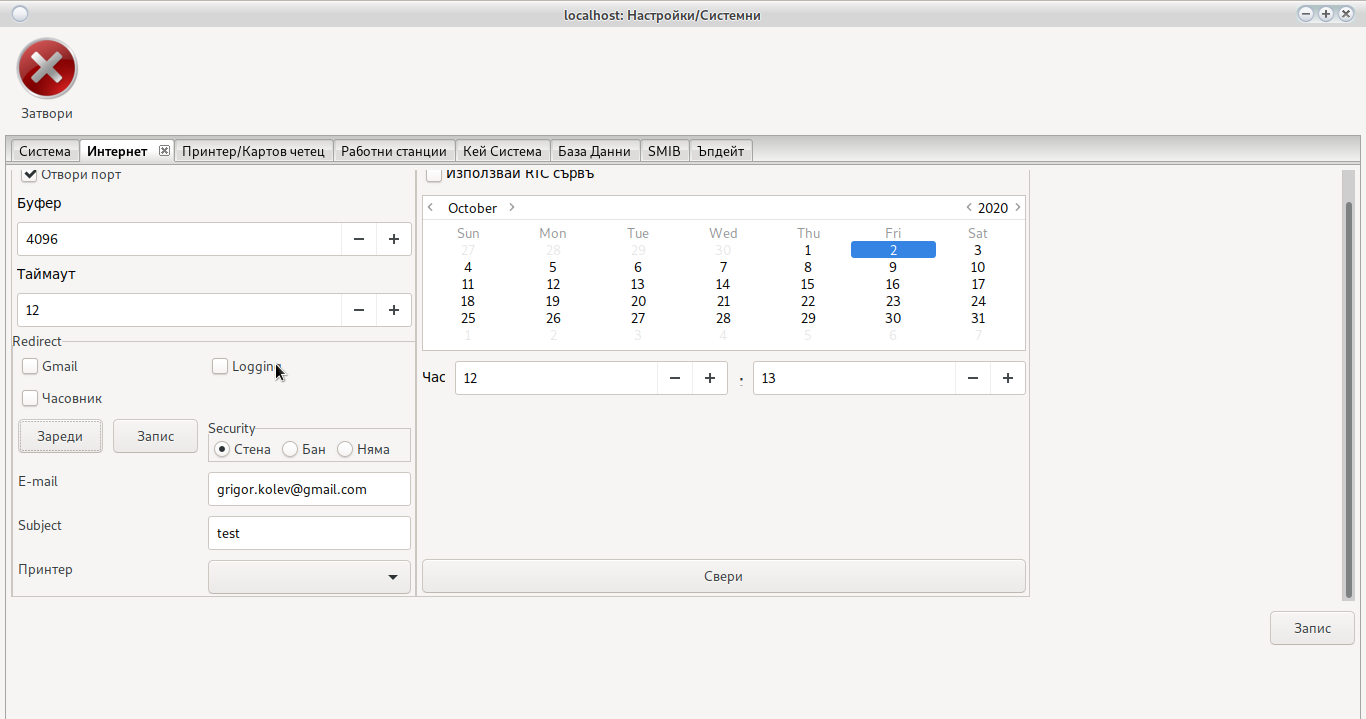 localhost: Настройки/Системни
Затвори
Система Интернет Принтер/Картов четец Работни станции Кей Система База Данни SMIB Ъпдейт
Отвори порт
Буфер
4096
Таймаут
12
Redirect
Gmail Logging
Часовник
Зареди Запис
Security
Стена Бан Няма
E-mail
grigor.kolev@gmail.com
Subject
test
Принтер
Използвай RTC сървъ
October 2020
Sun Mon Tue Wed Thu Fri Sat
27 28 29 30 1 2 3
4 5 6 7 8 9 10
11 12 13 14 15 16 17
18 19 20 21 22 23 24
25 26 27 28 29 30 31
1 2 3 4 5 6 7
Час 12 : 13
Свери
Запис